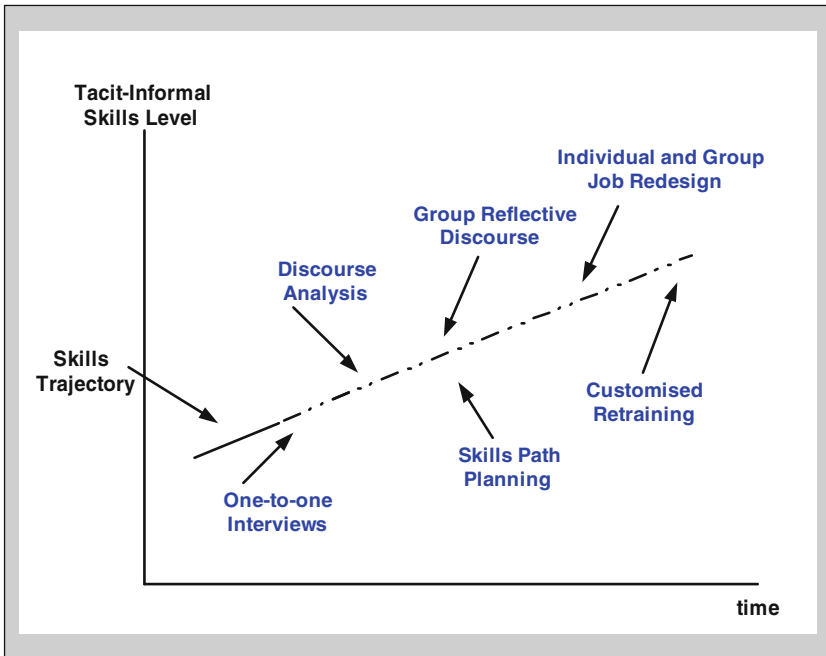 Tacit-Informal
Skills Level
Individual and Group
Job Redesign
Group Reflective
Discourse
Discourse
Analysis
Skills
Trajectory
Customised
Retraining
Skills Path
Planning
One-to-one
Interviews
time